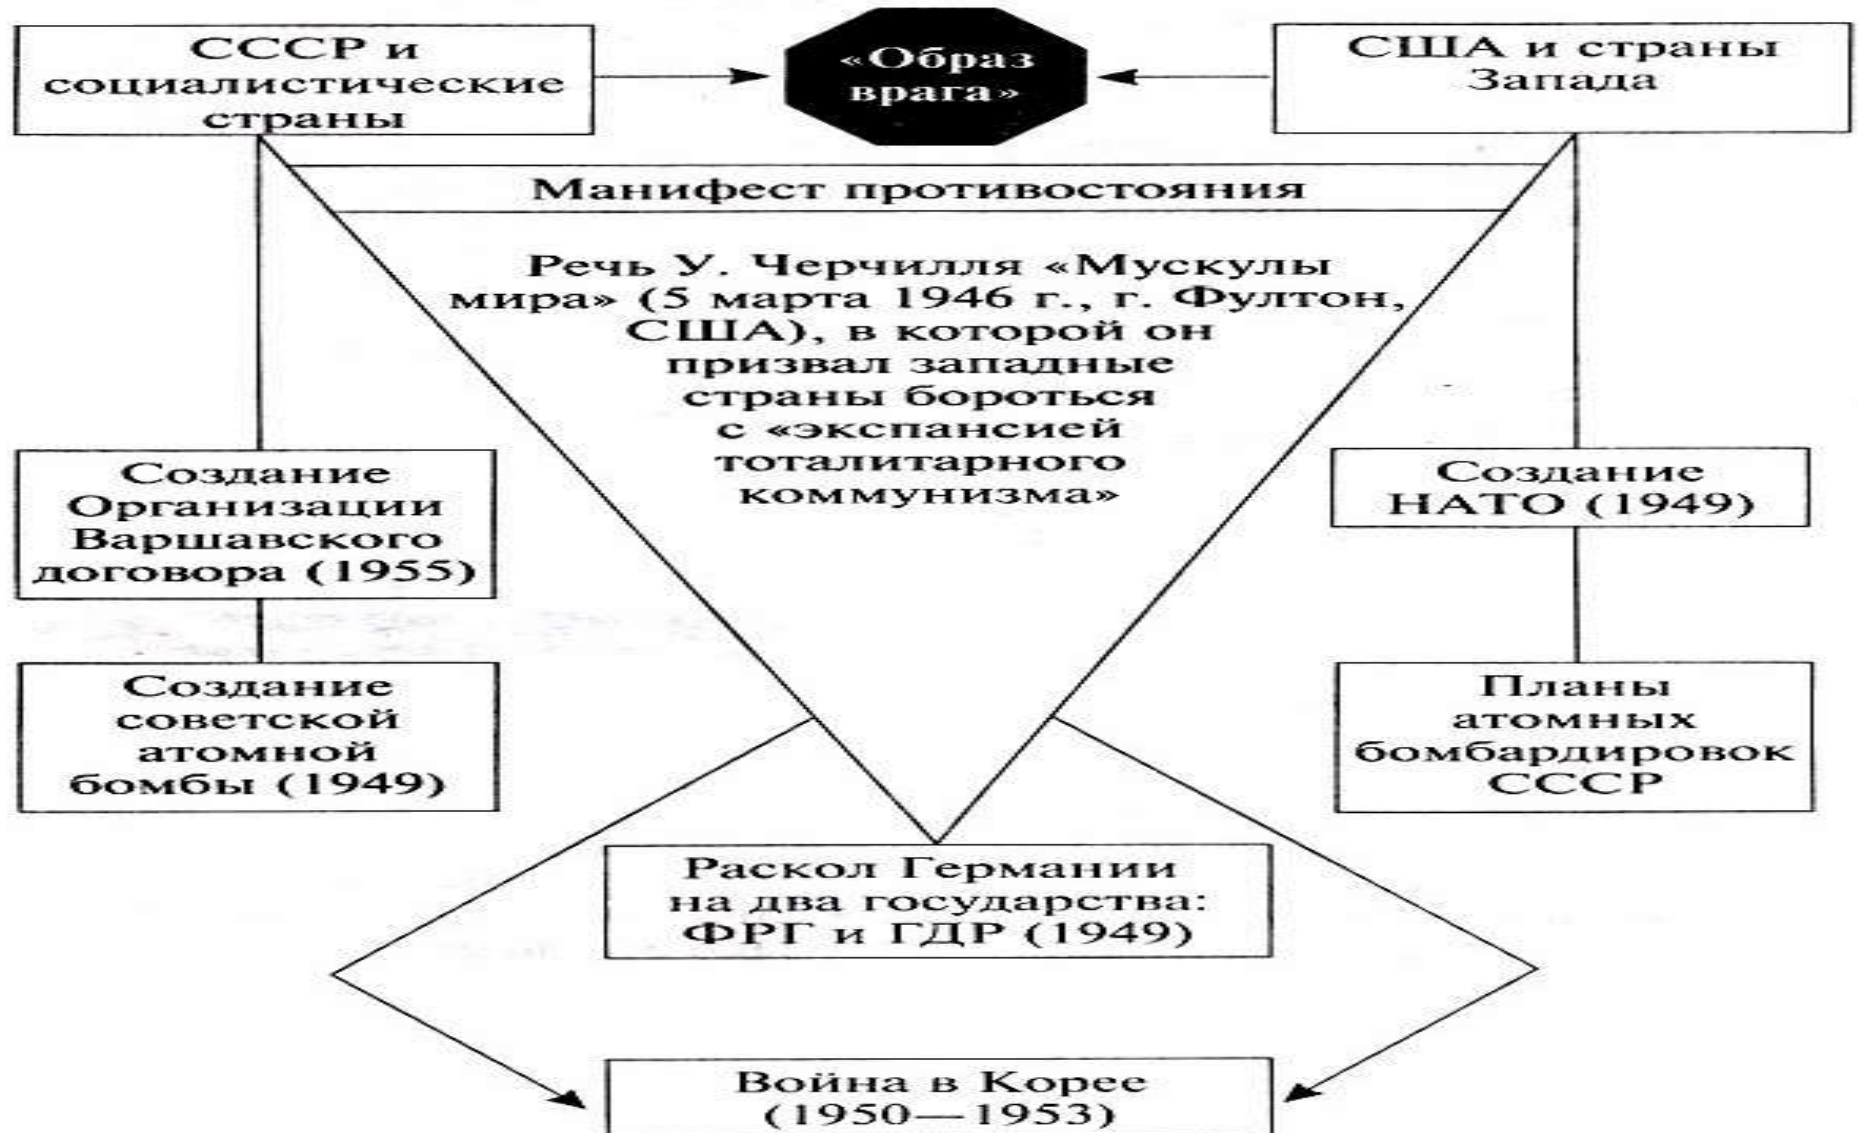 СССР и
социалистические
страны
«Образ
врага»
США и страны
Запада
Манифест противостояния
Речь У. Черчилля «Мускулы
мира» (5 марта 1946 г., г. Фултон,
США), в которой он
призвал западные
страны бороться
с «экспансией
тоталитарного
коммунизма»
Создание
Организации
Варшавского
договора (1955)
Создание
НАТО (1949)
Создание
советской
атомной
бомбы (1949)
Планы
атомных
бомбардировок
СССР
Раскол Германии
на два государства:
ФРГ и ГДР (1949)
Война в Корее
(1950—1953)